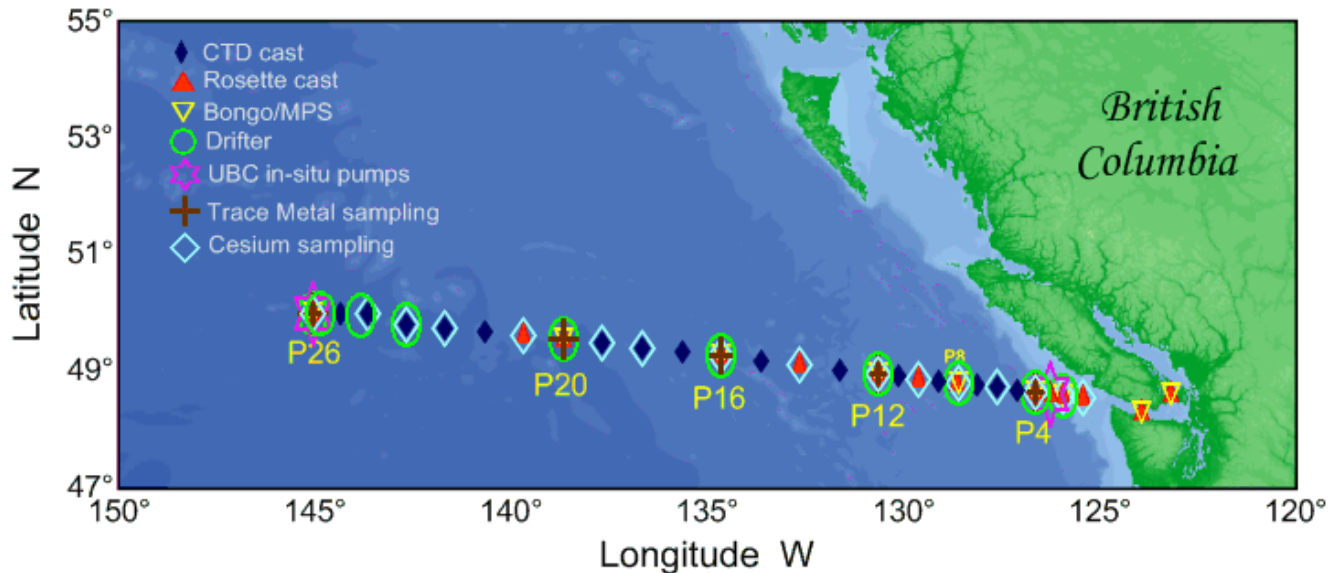 55°
53°
51°
49°
47°
Latitude N
CTD cast
Rosette cast
Bongo/MPS
Drifter
UBC in-situ pumps
Trace Metal sampling
Cesium sampling
British
Columbia
P26
P20
P16
P12
P8
P4
150°
145°
140°
135°
130°
125°
120°
Longitude W